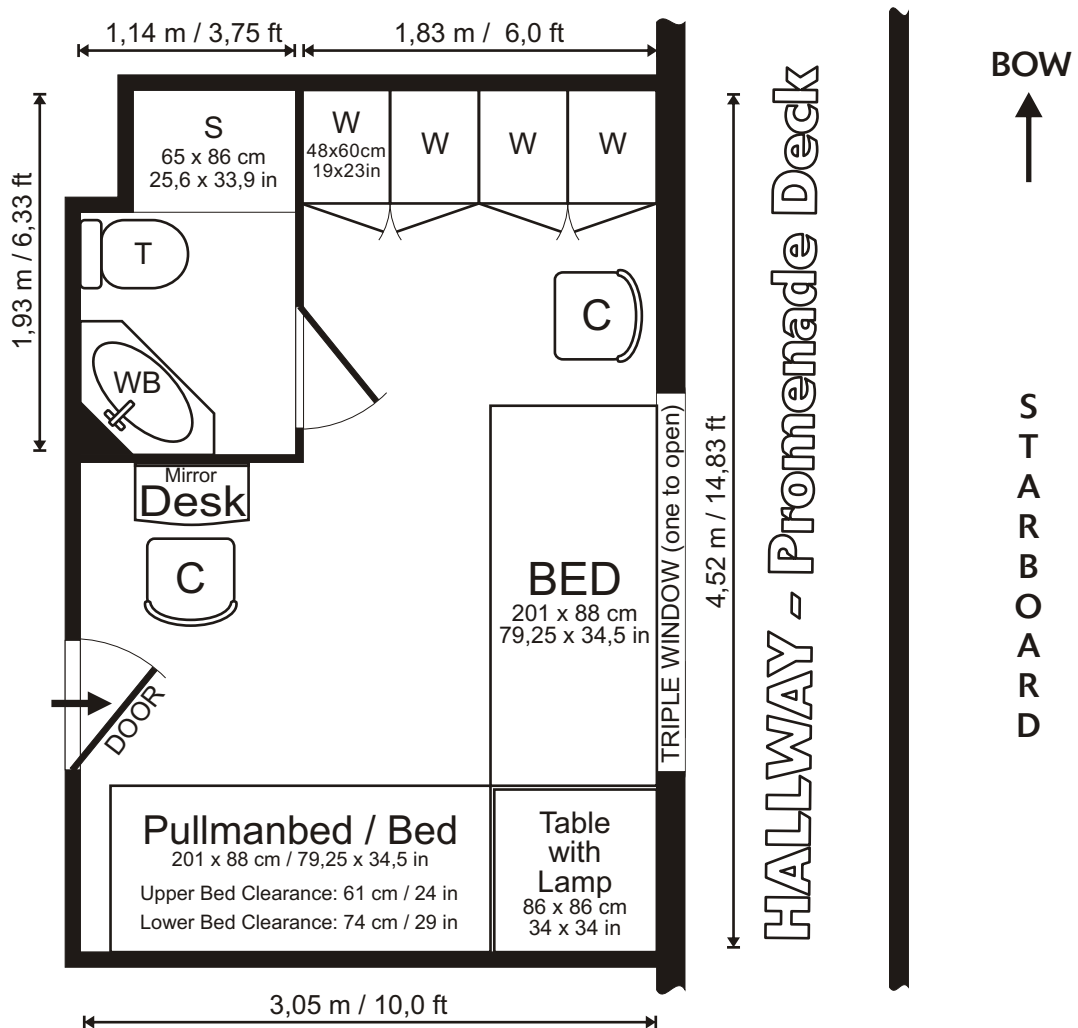 1,14 m / 3,75 ft
1,83 m / 6,0 ft
BOW
S
65 x 86 cm
25,6 x 33,9 in
W
48x60cm
19x23in
W
W
W
1,93 m / 6,33 ft
T
C
WB
Mirror
Desk
C
BED
201 x 88 cm
79,25 x 34,5 in
TRIPLE WINDOW (one to open)
4,52 m / 14,83 ft
HALLWAY - Promenade Deck
STARBOARD
DOOR
Pullmanbed / Bed
201 x 88 cm / 79,25 x 34,5 in
Upper Bed Clearance: 61 cm / 24 in
Lower Bed Clearance: 74 cm / 29 in
Table
with
Lamp
86 x 86 cm
34 x 34 in
3,05 m / 10,0 ft